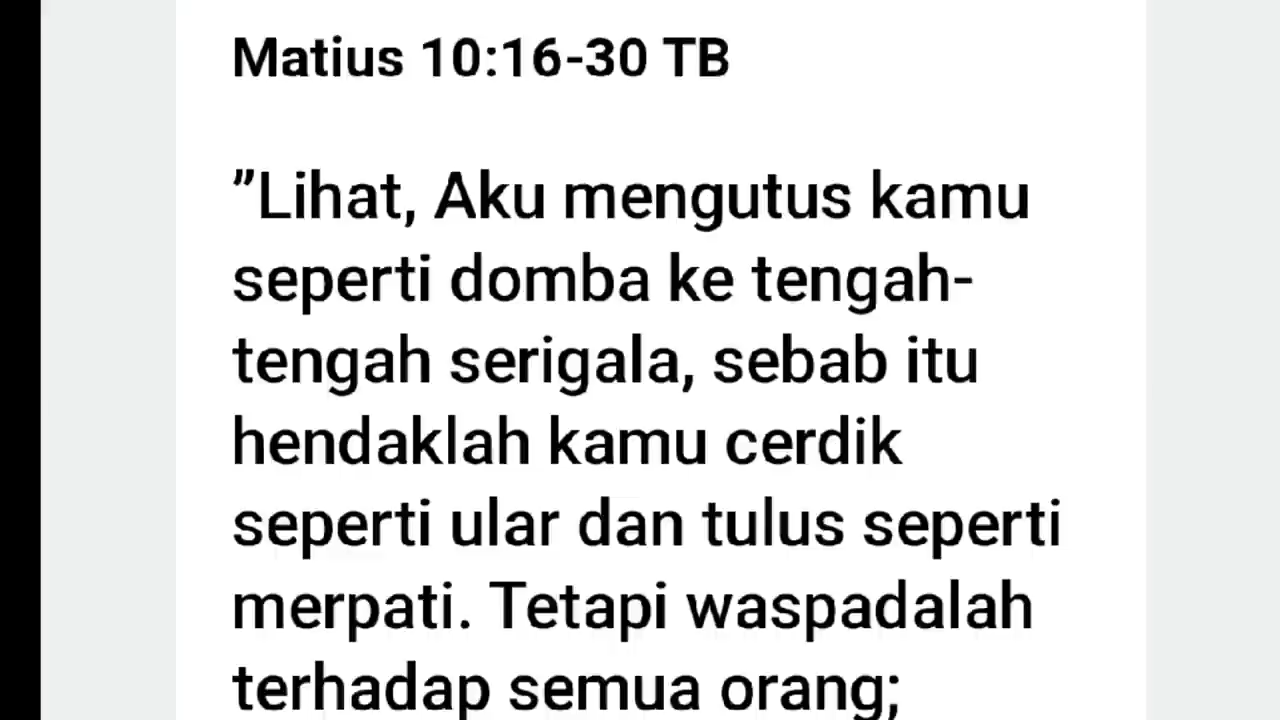 Matius 10:16-30 TB
”Lihat, Aku mengutus kamu
seperti domba ke tengah-
tengah serigala, sebab itu
hendaklah kamu cerdik
seperti ular dan tulus seperti
merpati. Tetapi waspadalah
terhadap semua orang;